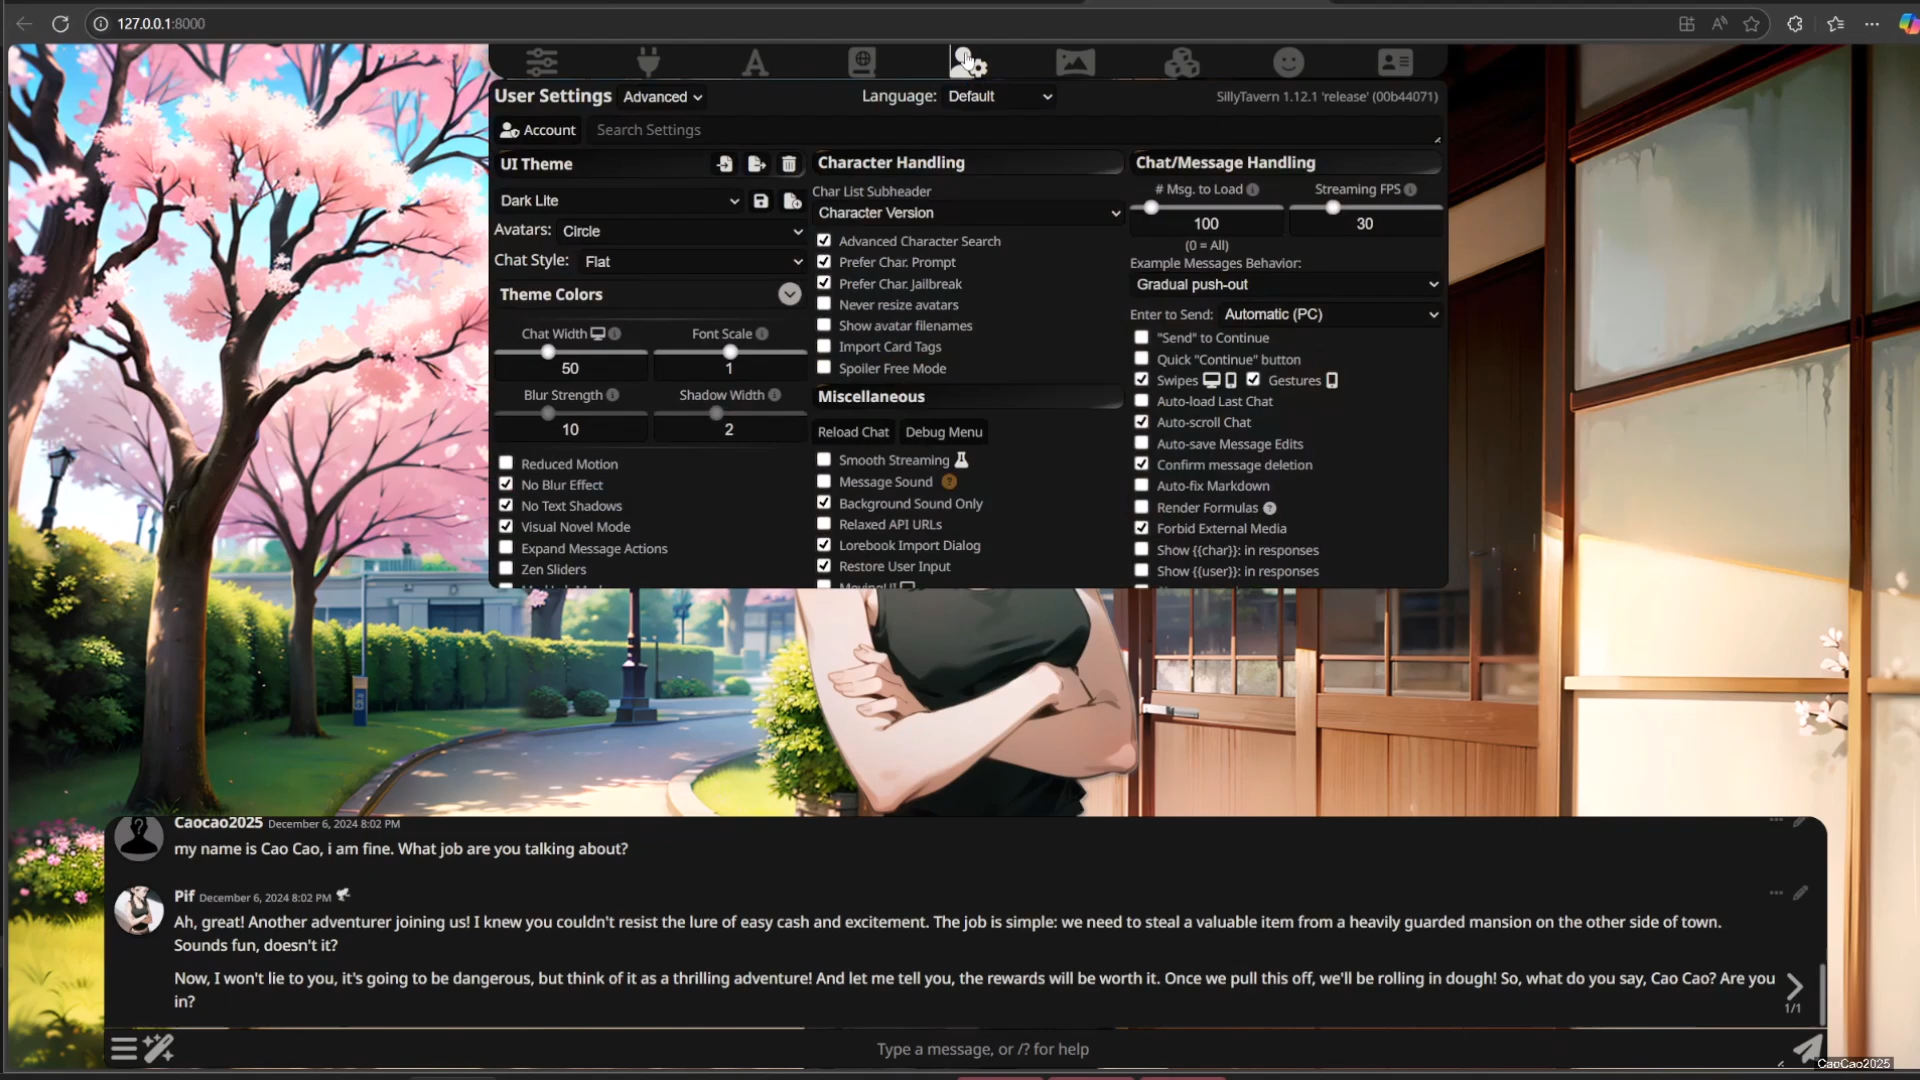 127.0.0.1:8000
User Settings Advanced
Language: Default
SillyTavern 1.12.1 'release' (00b44071)
Account
Search Settings
UI Theme
Dark Lite
Avatars: Circle
Chat Style: Flat
Theme Colors
Chat Width
Font Scale
50
1
Blur Strength
Shadow Width
10
2
Reduced Motion
No Blur Effect
No Text Shadows
Visual Novel Mode
Expand Message Actions
Zen Sliders
Character Handling
Char List Subheader
Character Version
Advanced Character Search
Prefer Char. Prompt
Prefer Char. Jailbreak
Never resize avatars
Show avatar filenames
Import Card Tags
Spoiler Free Mode
Miscellaneous
Reload Chat
Debug Menu
Smooth Streaming
Message Sound
Background Sound Only
Relaxed API URLs
Lorebook Import Dialog
Restore User Input
MovingUI
Chat/Message Handling
# Msg. to Load
Streaming FPS
100
30
(0 = All)
Example Messages Behavior:
Gradual push-out
Enter to Send: Automatic (PC)
"Send" to Continue
Quick "Continue" button
Swipes
Gestures
Auto-load Last Chat
Auto-scroll Chat
Auto-save Message Edits
Confirm message deletion
Auto-fix Markdown
Render Formulas
Forbid External Media
Show {{char}}: in responses
Show {{user}}: in responses
Caocao2025 December 6, 2024 8:02 PM
my name is Cao Cao, i am fine. What job are you talking about?
Pif December 6, 2024 8:02 PM
Ah, great! Another adventurer joining us! I knew you couldn't resist the lure of easy cash and excitement. The job is simple: we need to steal a valuable item from a heavily guarded mansion on the other side of town.
Sounds fun, doesn't it?
Now, I won't lie to you, it's going to be dangerous, but think of it as a thrilling adventure! And let me tell you, the rewards will be worth it. Once we pull this off, we'll be rolling in dough! So, what do you say, Cao Cao? Are you
in?
1/1
Type a message, or /? for help
CaoCao2025